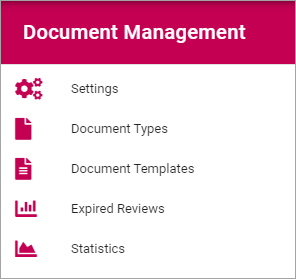 Document Management
Settings
Document Types
Document Templates
Expired Reviews
Statistics